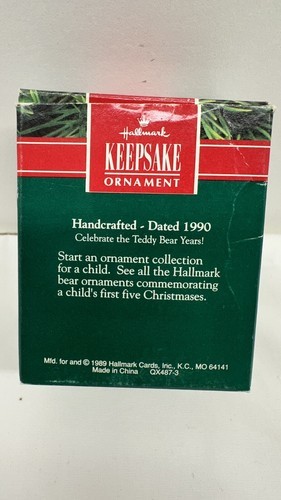 Hallmark
KEEPSAKE
ORNAMENT
Handcrafted - Dated 1990
Celebrate the Teddy Bear Years!
Start an ornament collection
for a child. See all the Hallmark
bear ornaments commemorating
a child's first five Christmases.
Mfd. for and © 1989 Hallmark Cards, Inc., K.C., MO 64141
Made in China QX487-3